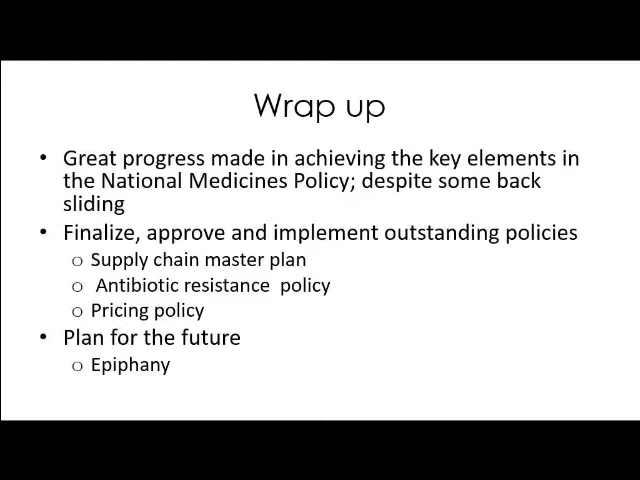 Wrap up
• Great progress made in achieving the key elements in
the National Medicines Policy; despite some back
sliding
• Finalize, approve and implement outstanding policies
○ Supply chain master plan
○ Antibiotic resistance policy
○ Pricing policy
• Plan for the future
○ Epiphany